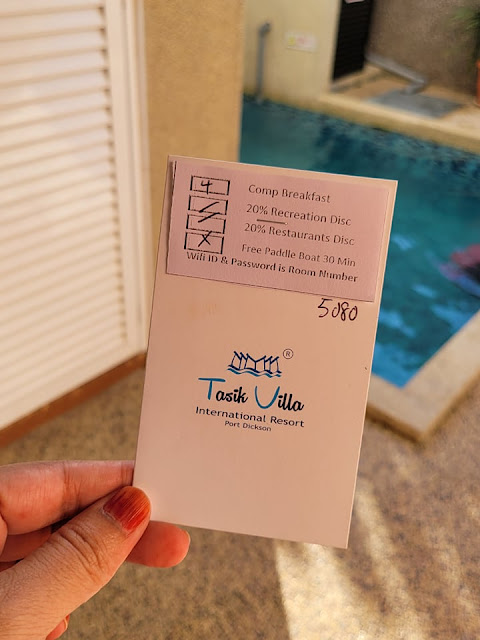 4 Comp Breakfast
20% Recreation Disc
20% Restaurants Disc
X Free Paddle Boat 30 Min
Wifi ID & Password is Room Number
5080
®
Tasik Villa
International Resort
Port Dickson